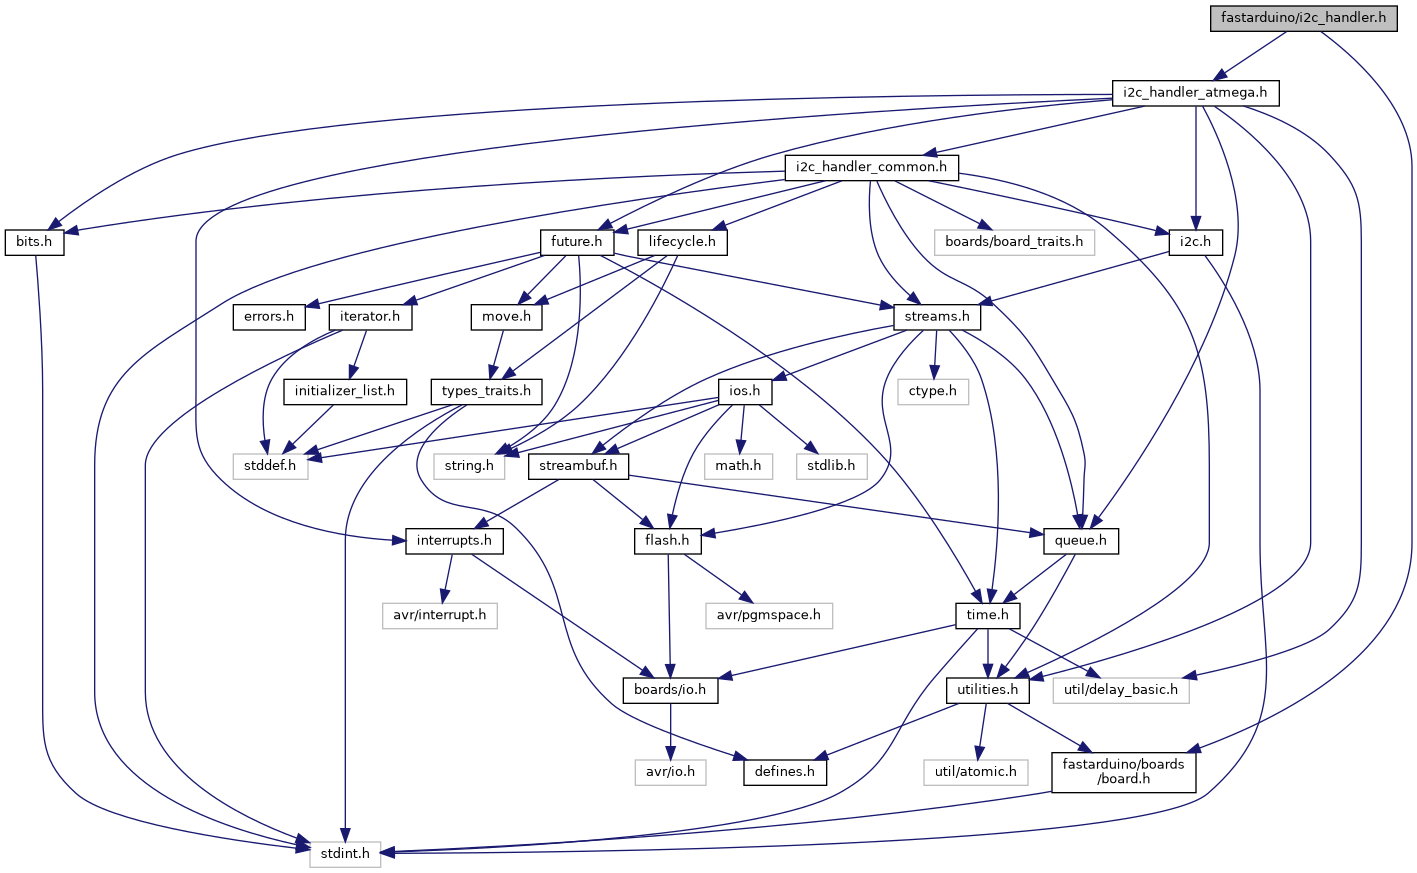 fastarduino/i2c_handler.h
i2c_handler_atmega.h
i2c_handler_common.h
bits.h
future.h
lifecycle.h
boards/board_traits.h
i2c.h
errors.h
iterator.h
move.h
streams.h
initializer_list.h
types_traits.h
ios.h
ctype.h
stddef.h
string.h
streambuf.h
math.h
stdlib.h
interrupts.h
flash.h
queue.h
avr/interrupt.h
avr/pgmspace.h
time.h
boards/io.h
utilities.h
util/delay_basic.h
avr/io.h
defines.h
util/atomic.h
fastarduino/boards
/board.h
stdint.h